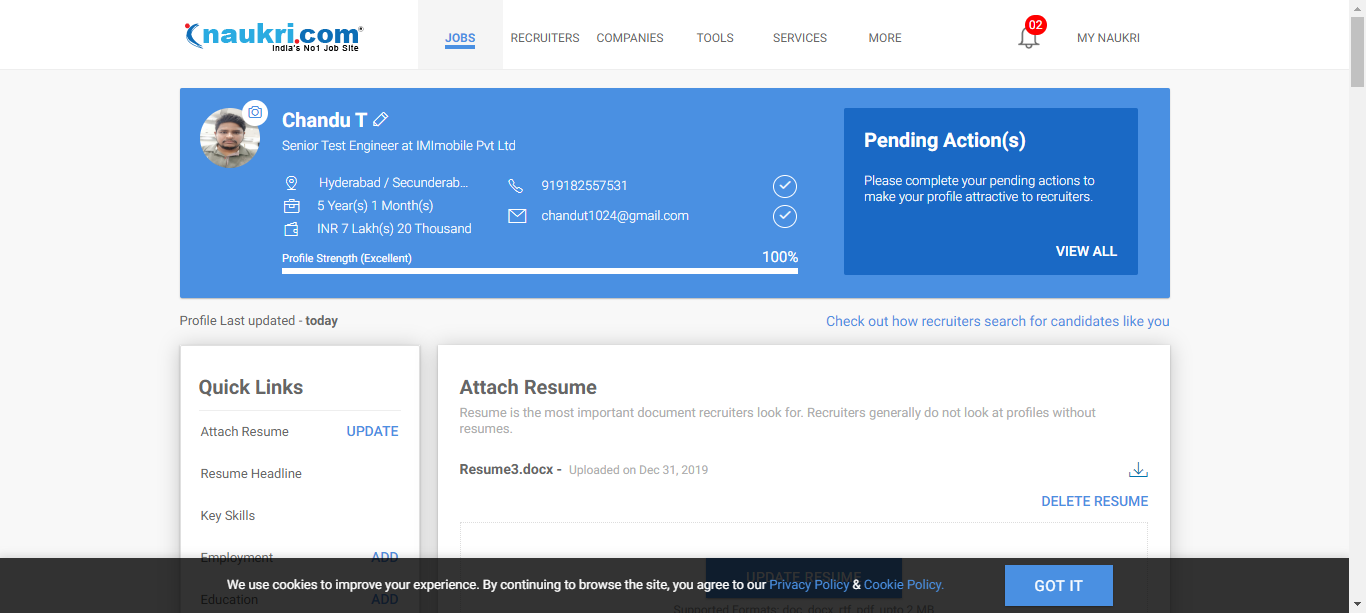 naukri.com
India's No1 Job Site
JOBS
RECRUITERS
COMPANIES
TOOLS
SERVICES
MORE
02
MY NAUKRI
Chandu T
Senior Test Engineer at IMImobile Pvt Ltd
Hyderabad / Secunderab...
5 Year(s) 1 Month(s)
INR 7 Lakh(s) 20 Thousand
919182557531
chandut1024@gmail.com
Profile Strength (Excellent)
100%
Pending Action(s)
Please complete your pending actions to
make your profile attractive to recruiters.
VIEW ALL
Profile Last updated - today
Check out how recruiters search for candidates like you
Quick Links
Attach Resume
UPDATE
Resume Headline
Key Skills
Employment
ADD
Education
ADD
Attach Resume
Resume is the most important document recruiters look for. Recruiters generally do not look at profiles without
resumes.
Resume3.docx - Uploaded on Dec 31, 2019
DELETE RESUME
UPDATE RESUME
Supported Formats: doc, docx, rtf, pdf, upto 2 MB
We use cookies to improve your experience. By continuing to browse the site, you agree to our Privacy Policy & Cookie Policy.
GOT IT